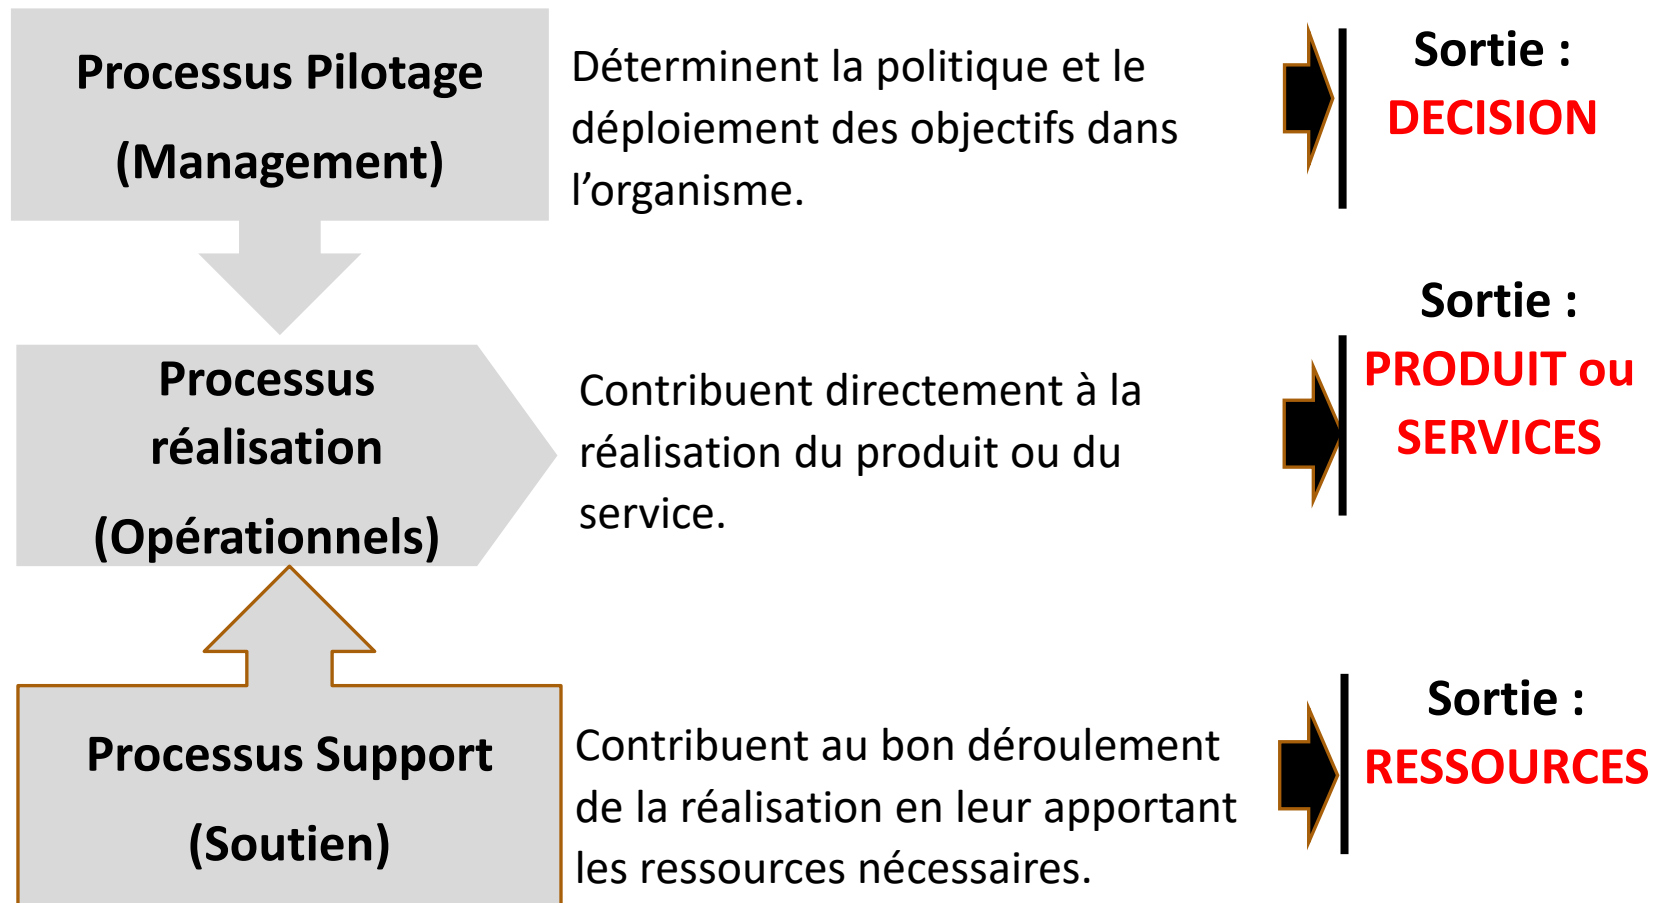 Processus Pilotage
(Management)
Déterminent la politique et le
déploiement des objectifs dans
l’organisme.
Sortie :
DECISION
Processus
réalisation
(Opérationnels)
Contribuent directement à la
réalisation du produit ou du
service.
Sortie :
PRODUIT ou
SERVICES
Processus Support
(Soutien)
Contribuent au bon déroulement
de la réalisation en leur apportant
les ressources nécessaires.
Sortie :
RESSOURCES